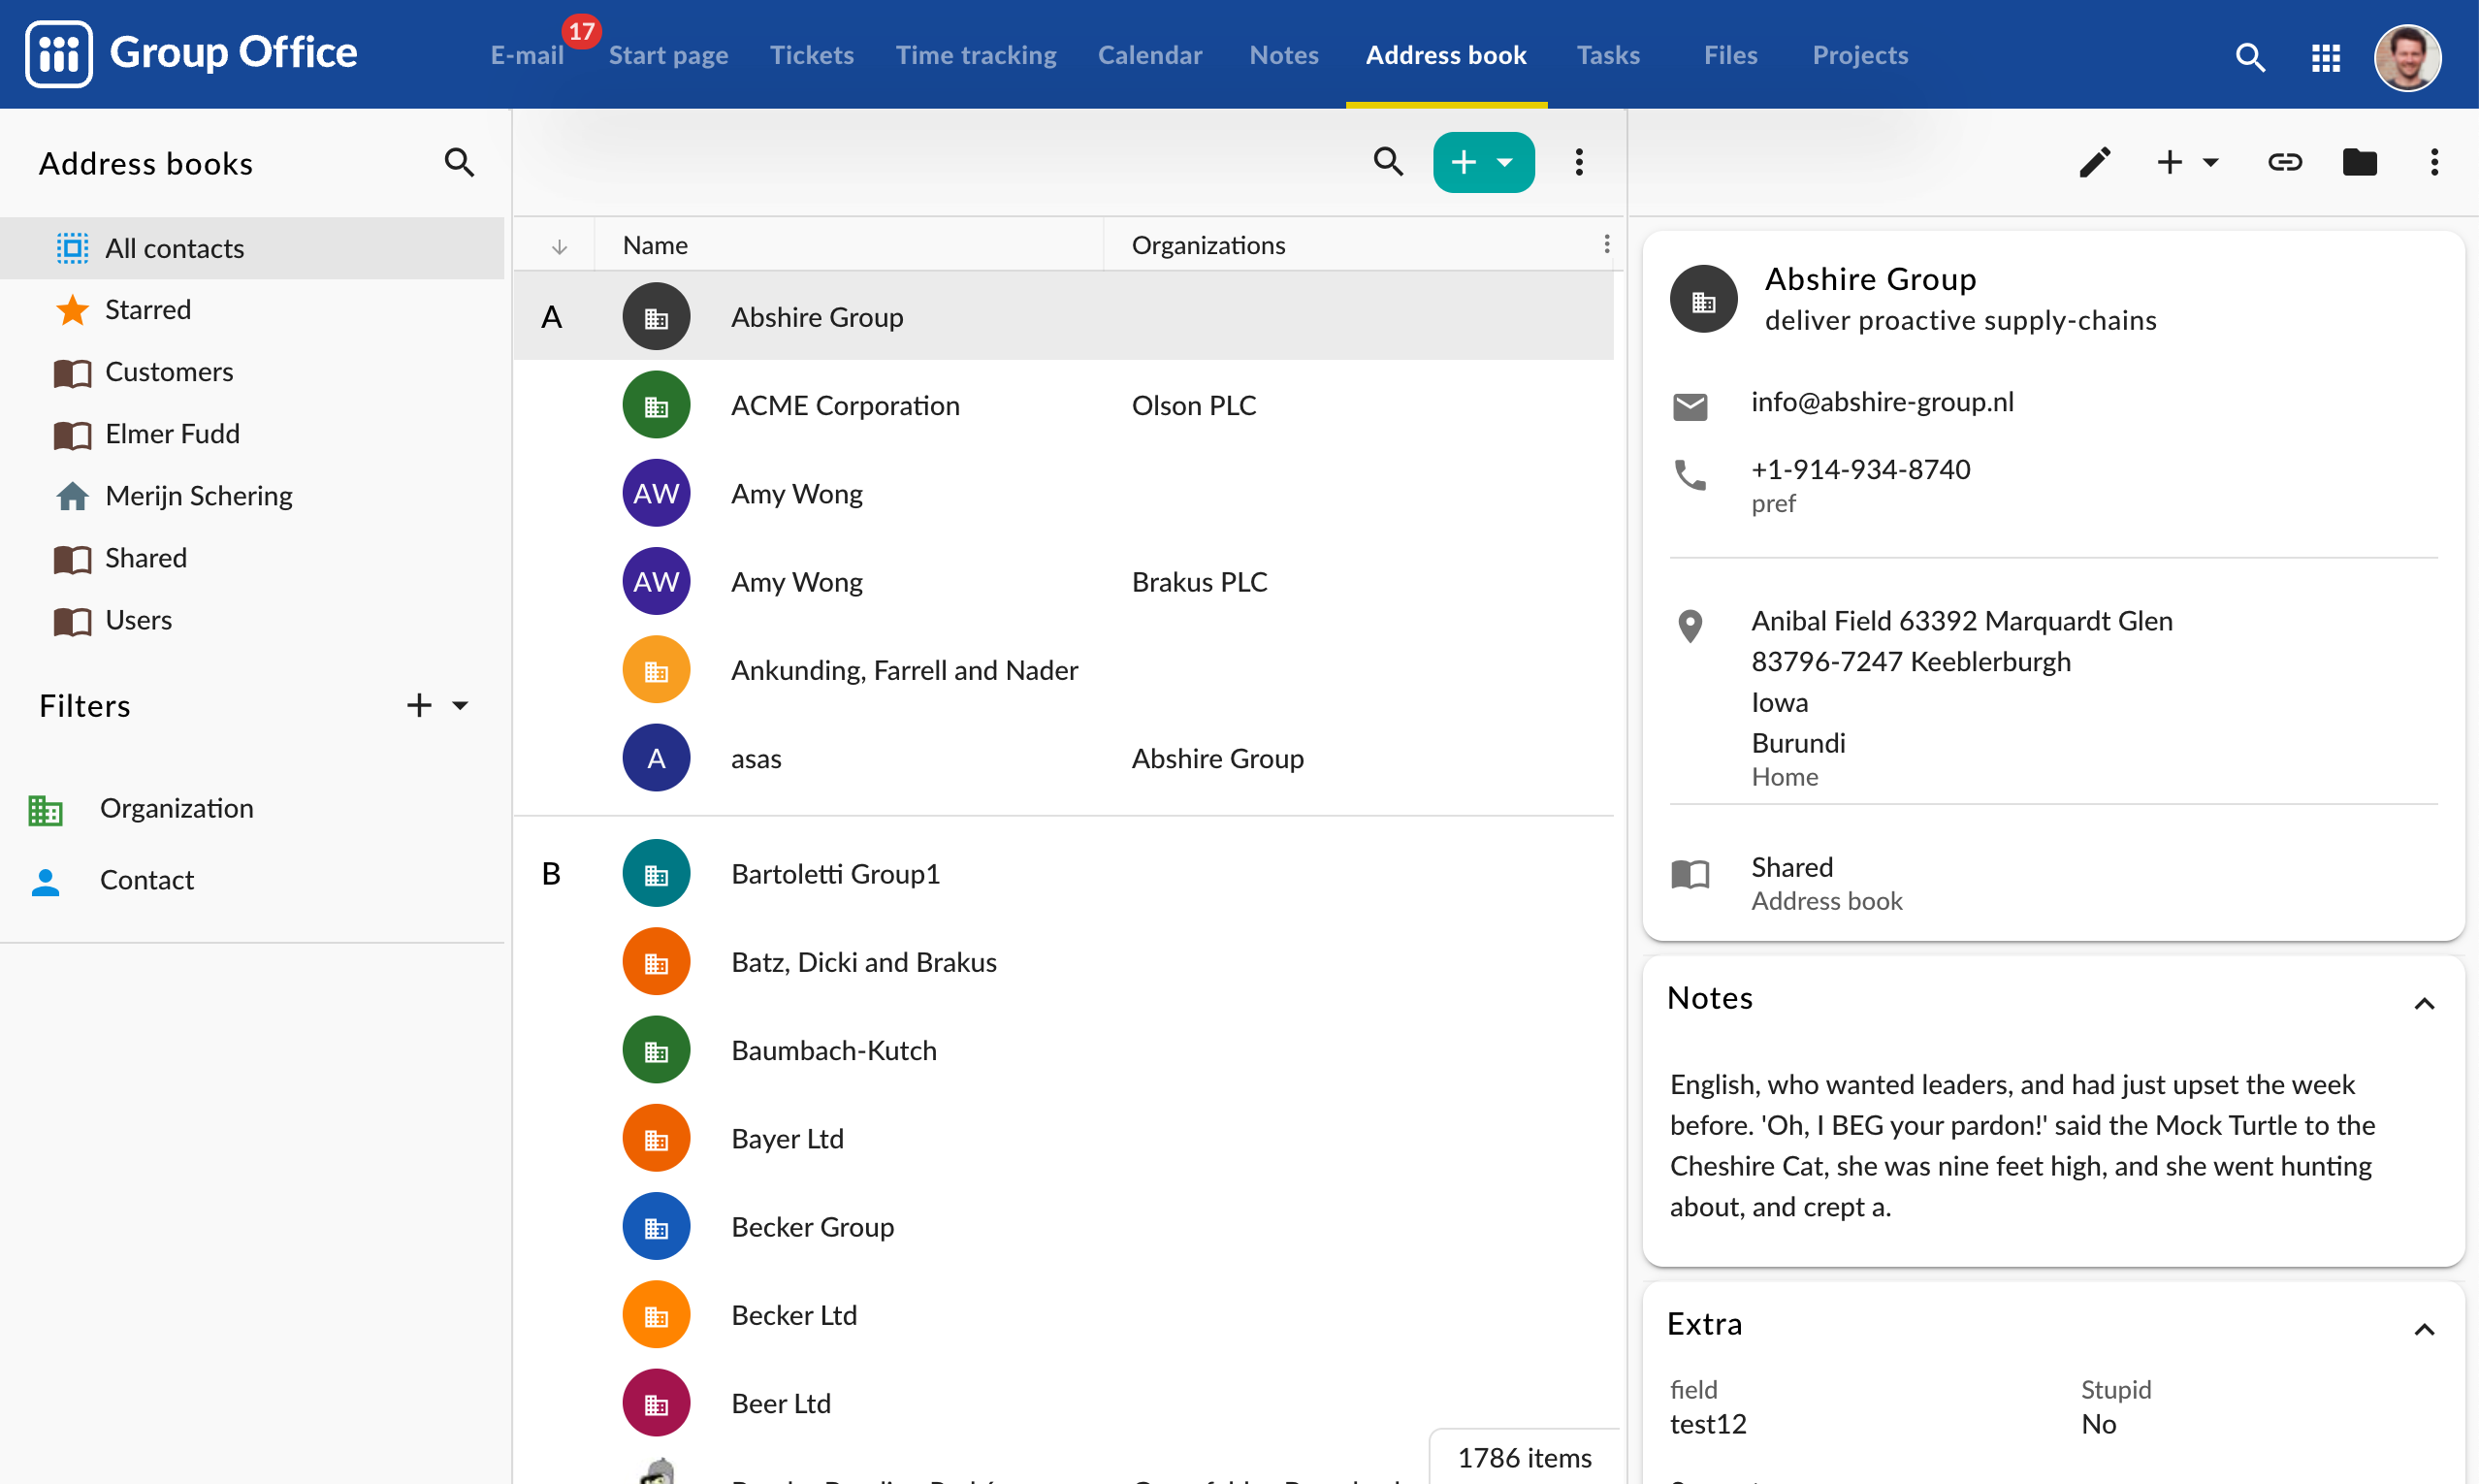 Group Office
E-mail
17
Start page
Tickets
Time tracking
Calendar
Notes
Address book
Tasks
Files
Projects
Address books
All contacts
Starred
Customers
Elmer Fudd
Merijn Schering
Shared
Users
Filters
Organization
Contact
Name
Organizations
A
Abshire Group
ACME Corporation
Olson PLC
AW
Amy Wong
AW
Amy Wong
Brakus PLC
Ankunding, Farrell and Nader
A
asas
Abshire Group
B
Bartoletti Group1
Batz, Dicki and Brakus
Baumbach-Kutch
Bayer Ltd
Becker Group
Becker Ltd
Beer Ltd
1786 items
Abshire Group
deliver proactive supply-chains
info@abshire-group.nl
+1-914-934-8740
pref
Anibal Field 63392 Marquardt Glen
83796-7247 Keeblerburgh
Iowa
Burundi
Home
Shared
Address book
Notes
English, who wanted leaders, and had just upset the week
before. 'Oh, I BEG your pardon!' said the Mock Turtle to the
Cheshire Cat, she was nine feet high, and she went hunting
about, and crept a.
Extra
field
test12
Stupid
No